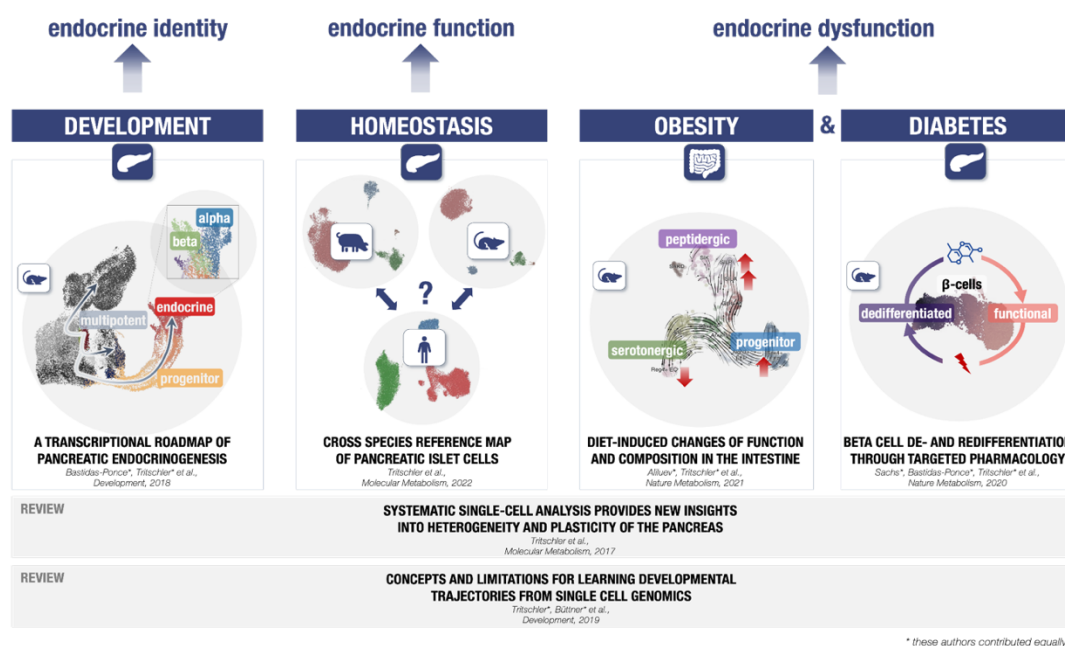 endocrine identity
endocrine function
endocrine dysfunction
DEVELOPMENT
HOMEOSTASIS
OBESITY
&
DIABETES
alpha
beta
endocrine
multipotent
progenitor
A TRANSCRIPTIONAL ROADMAP OF
PANCREATIC ENDOCRINOGENESIS
Bastidas-Ponce*, Tritschler* et al.,
Development, 2018
?
CROSS SPECIES REFERENCE MAP
OF PANCREATIC ISLET CELLS
Tritschler et al.,
Molecular Metabolism, 2022
peptidergic
serotonergic
progenitor
DIET-INDUCED CHANGES OF FUNCTION
AND COMPOSITION IN THE INTESTINE
Aliluev*, Tritschler* et al.,
Nature Metabolism, 2021
β-cells
dedifferentiated
functional
BETA CELL DE- AND REDIFFERENTIATIO
THROUGH TARGETED PHARMACOLOGY
Sachs*, Bastidas-Ponce*, Tritschler* et al.,
Nature Metabolism, 2020
REVIEW
SYSTEMATIC SINGLE-CELL ANALYSIS PROVIDES NEW INSIGHTS
INTO HETEROGENEITY AND PLASTICITY OF THE PANCREAS
Tritschler et al.,
Molecular Metabolism, 2017
REVIEW
CONCEPTS AND LIMITATIONS FOR LEARNING DEVELOPMENTAL
TRAJECTORIES FROM SINGLE CELL GENOMICS
Tritschler*, Büttner* et al.,
Development, 2019
* these authors contributed equally